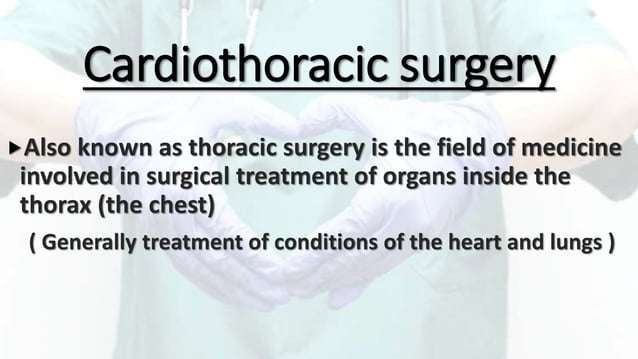 Cardiothoracic surgery
▶Also known as thoracic surgery is the field of medicine
involved in surgical treatment of organs inside the
thorax (the chest)
( Generally treatment of conditions of the heart and lungs )